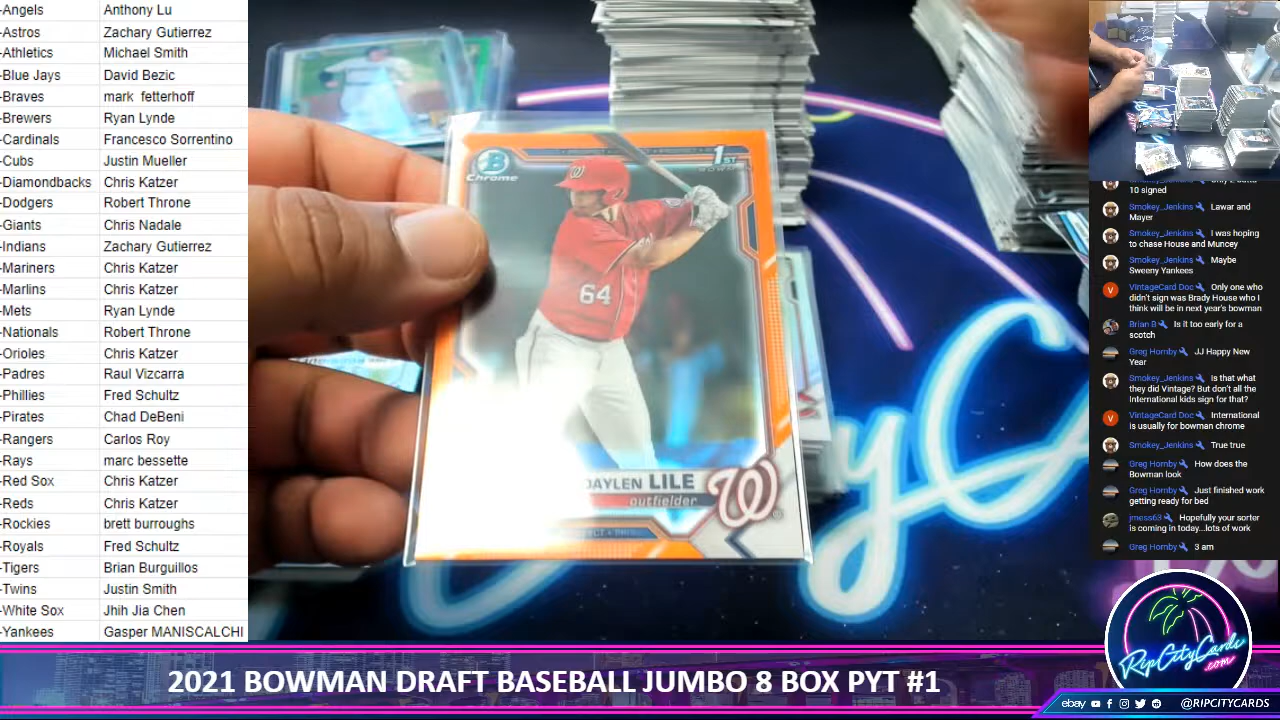 -Angels Anthony Lu
-Astros Zachary Gutierrez
-Athletics Michael Smith
-Blue Jays David Bezic
-Braves mark fetterhoff
-Brewers Ryan Lynde
-Cardinals Francesco Sorrentino
-Cubs Justin Mueller
-Diamondbacks Chris Katzer
-Dodgers Robert Throne
-Giants Chris Nadale
-Indians Zachary Gutierrez
-Mariners Chris Katzer
-Marlins Chris Katzer
-Mets Ryan Lynde
-Nationals Robert Throne
-Orioles Chris Katzer
-Padres Raul Vizcarra
-Phillies Fred Schultz
-Pirates Chad DeBeni
-Rangers Carlos Roy
-Rays marc bessette
-Red Sox Chris Katzer
-Reds Chris Katzer
-Rockies brett burroughs
-Royals Fred Schultz
-Tigers Brian Burguillos
-Twins Justin Smith
-White Sox Jhih Jia Chen
-Yankees Gasper MANISCALCHI
B
Chrome
1ST
BOWMAN
W
64
DAYLEN LILE
outfielder
W
10 signed
Smokey_Jenkins Lawar and
Mayer
Smokey_Jenkins I was hoping
to chase House and Muncey
Smokey_Jenkins Maybe
Sweeny Yankees
V
VintageCard Doc Only one who
didn't sign was Brady House who I
think will be in next year's bowman
Brian B Is it too early for a
scotch
Greg Hornby JJ Happy New
Year
Smokey_Jenkins Is that what
they did Vintage? But don't all the
International kids sign for that?
V
VintageCard Doc International
is usually for bowman chrome
Smokey_Jenkins True true
Greg Hornby How does the
Bowman look
Greg Hornby Just finished work
getting ready for bed
jmess63 Hopefully your sorter
is coming in today...lots of work
Greg Hornby 3 am
RipCityCards
.com
2021 BOWMAN DRAFT BASEBALL JUMBO 8 BOX PYT #1
ebay @RIPCITYCARDS